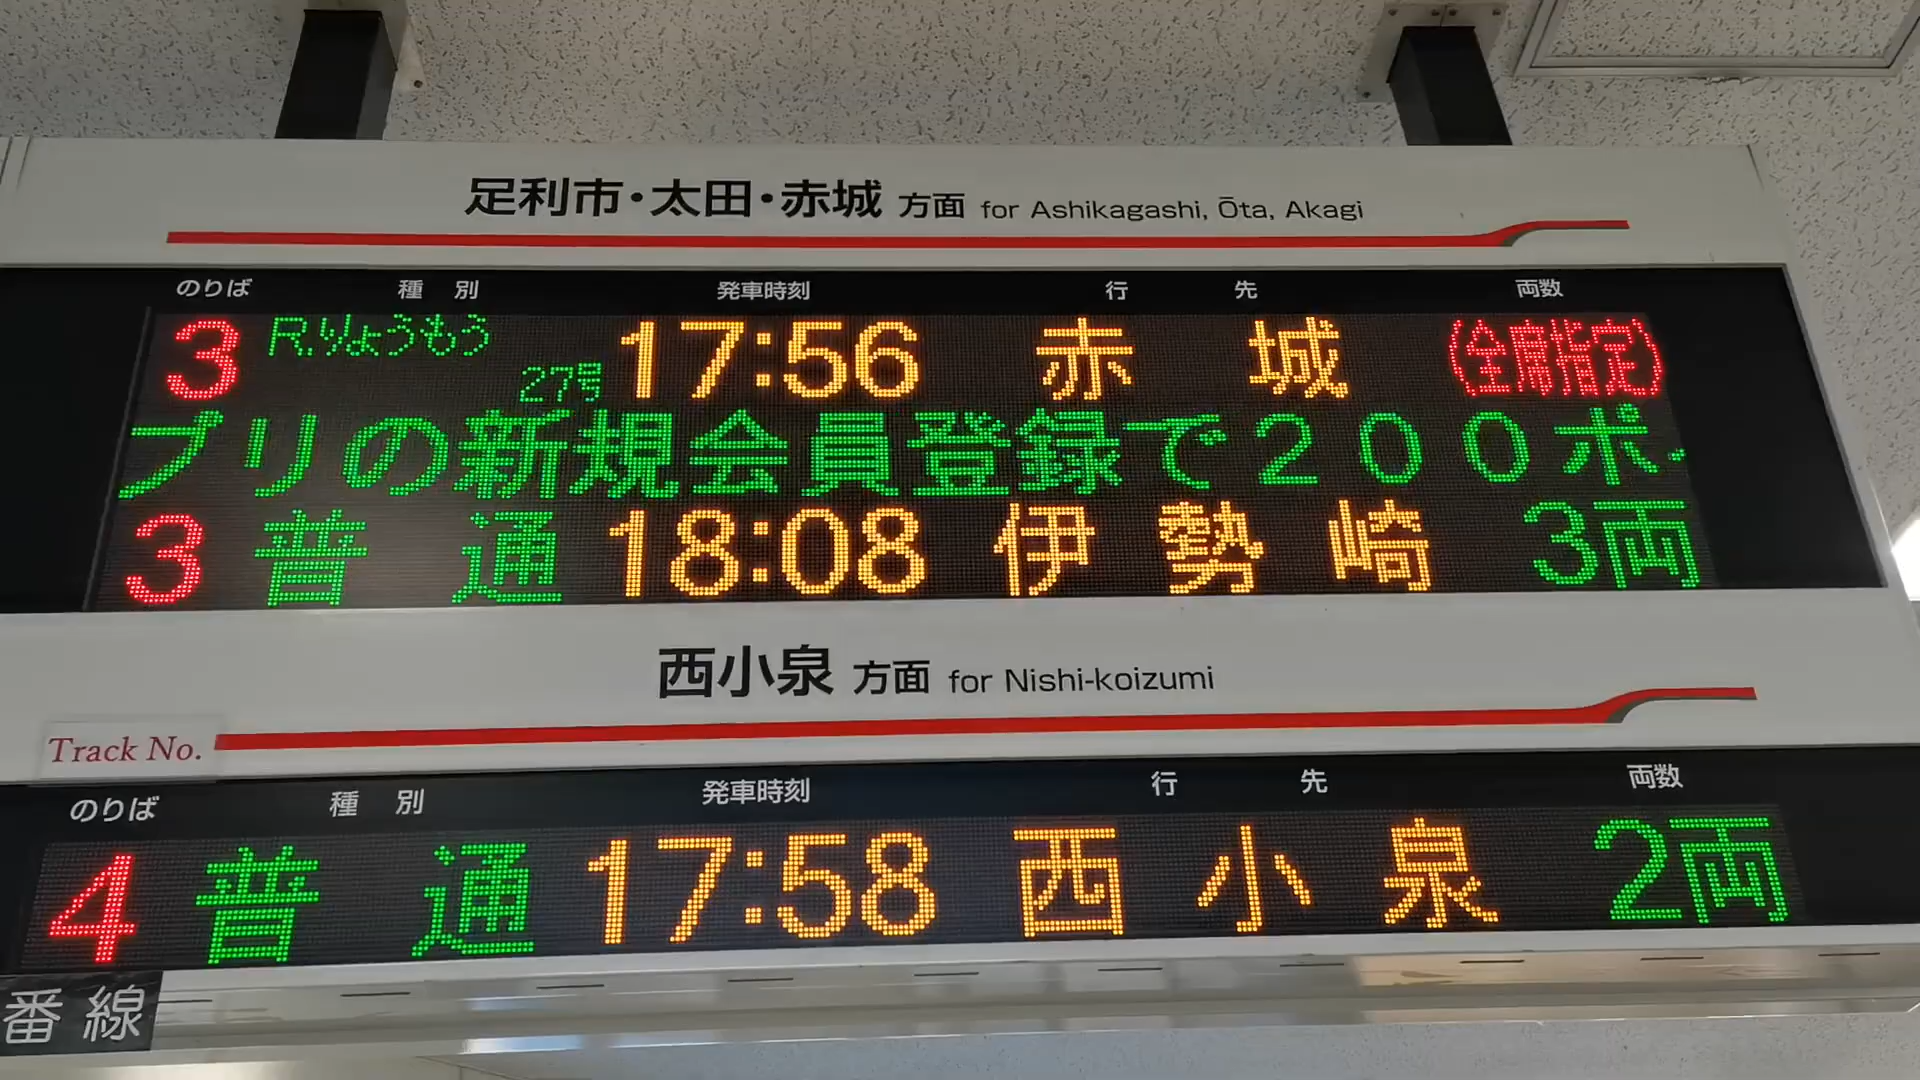 足利市・太田・赤城 方面 for Ashikagashi, Ōta, Akagi
のりば 種別 発車時刻 行先 両数
3 R.りょうもう 27号 17:56 赤城 (全席指定)
プリの新規会員登録で200ポ
3 普通 18:08 伊勢崎 3両
西小泉 方面 for Nishi-koizumi
Track No.
のりば 種別 発車時刻 行先 両数
4 普通 17:58 西小泉 2両
番線